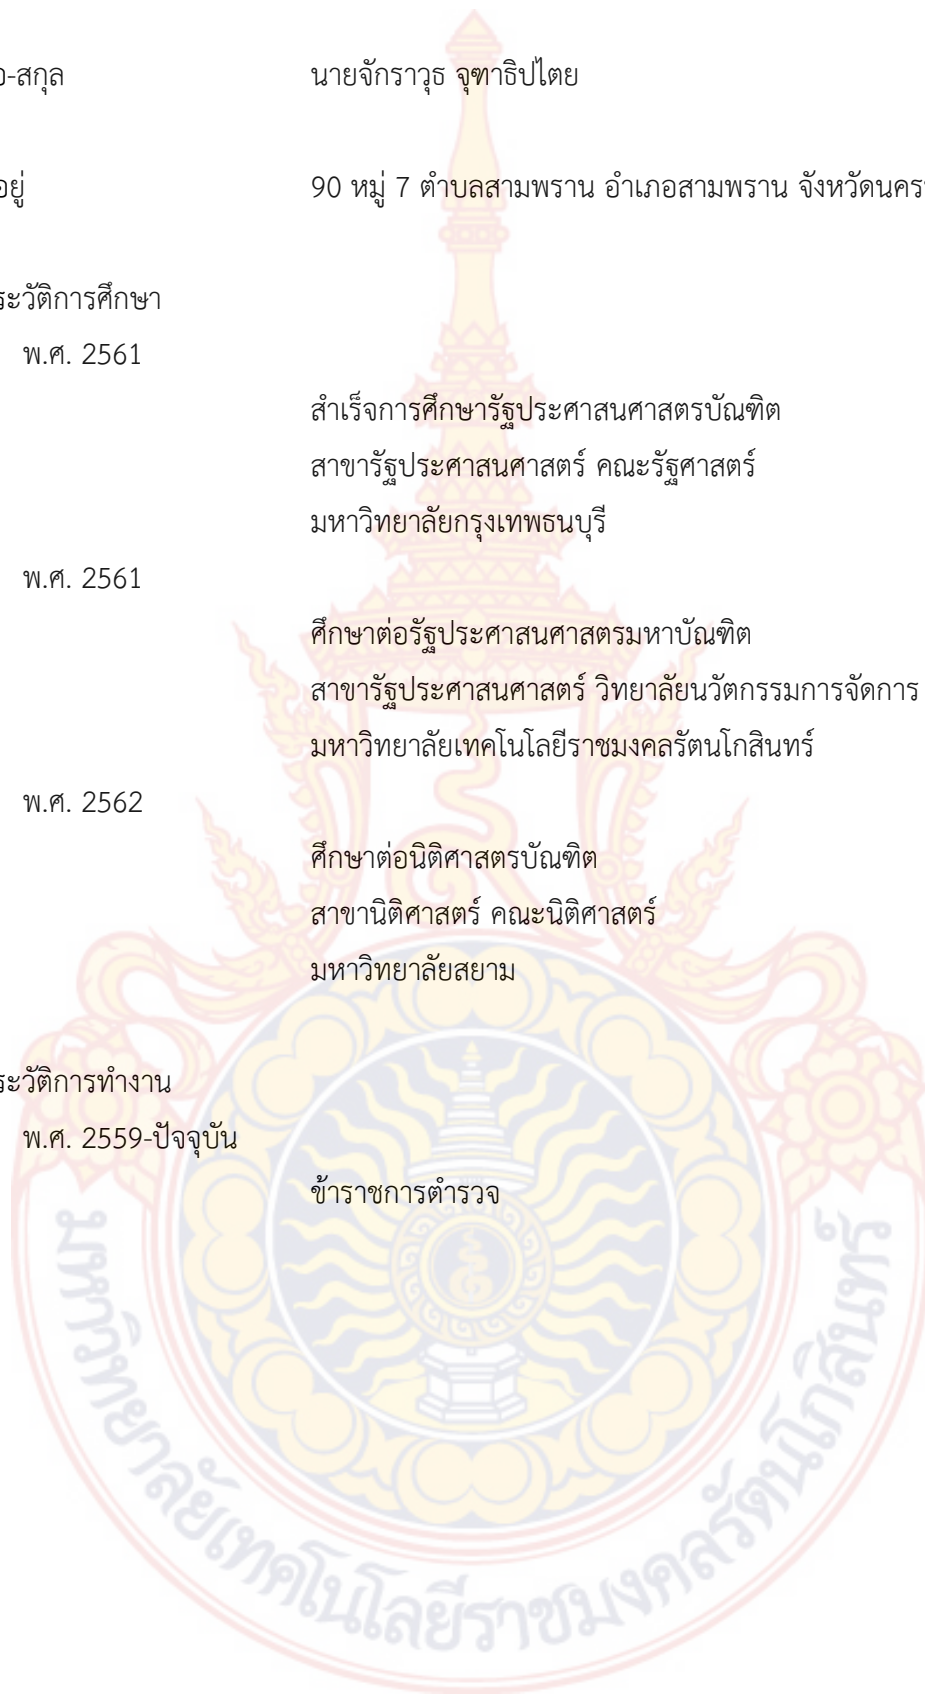 อ-สกุล นายจักราวุธ จุฑาธิปไตย
อยู่ 90 หมู่ 7 ตำบลสามพราน อำเภอสามพราน จังหวัดนคร
ระวัติการศึกษา
พ.ศ. 2561
สำเร็จการศึกษารัฐประศาสนศาสตรบัณฑิต
สาขารัฐประศาสนศาสตร์ คณะรัฐศาสตร์
มหาวิทยาลัยกรุงเทพธนบุรี
พ.ศ. 2561
ศึกษาต่อรัฐประศาสนศาสตรมหาบัณฑิต
สาขารัฐประศาสนศาสตร์ วิทยาลัยนวัตกรรมการจัดการ
มหาวิทยาลัยเทคโนโลยีราชมงคลรัตนโกสินทร์
พ.ศ. 2562
ศึกษาต่อนิติศาสตรบัณฑิต
สาขานิติศาสตร์ คณะนิติศาสตร์
มหาวิทยาลัยสยาม
ระวัติการทำงาน
พ.ศ. 2559-ปัจจุบัน
ข้าราชการตำรวจ
มหาวิทยาลัยเทคโนโลยีราชมงคลรัตนโกสินทร์